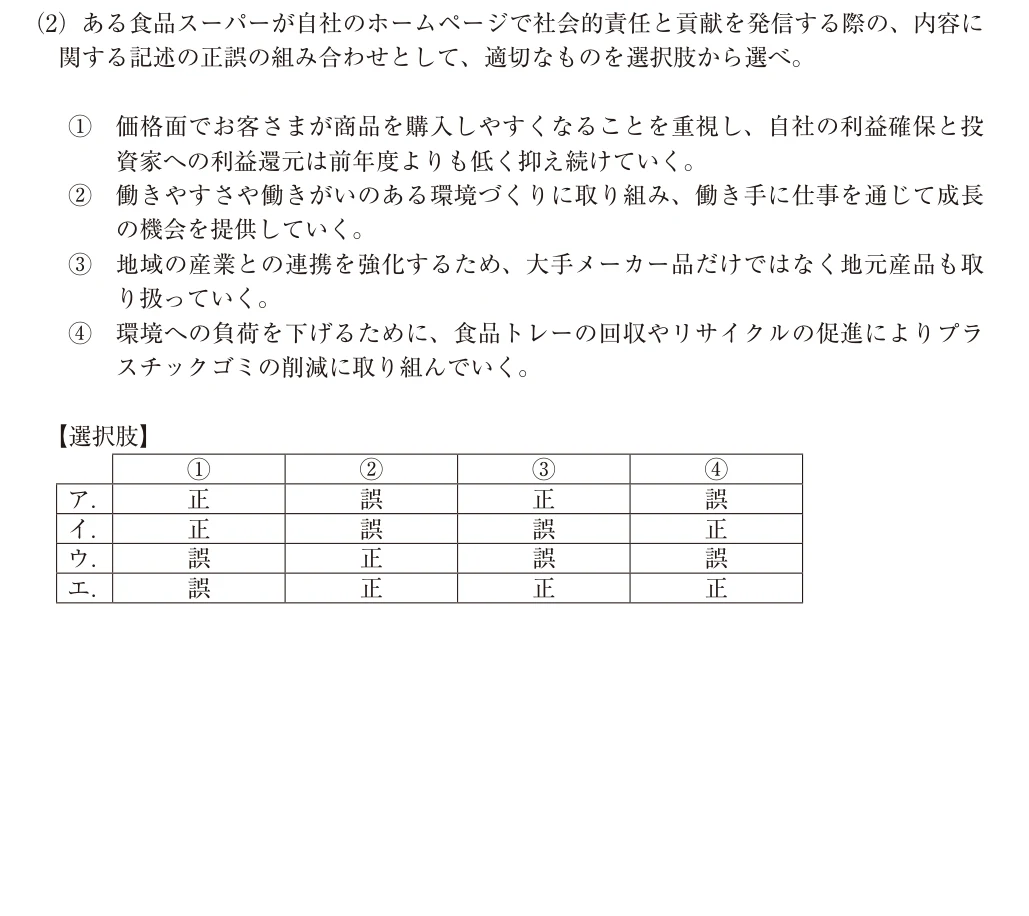 (2) ある食品スーパーが自社のホームページで社会的責任と貢献を発信する際の、内容に
関する記述の正誤の組み合わせとして、適切なものを選択肢から選べ。
① 価格面でお客さまが商品を購入しやすくなることを重視し、自社の利益確保と投
資家への利益還元は前年度よりも低く抑え続けていく。
② 働きやすさや働きがいのある環境づくりに取り組み、働き手に仕事を通じて成長
の機会を提供していく。
③ 地域の産業との連携を強化するため、大手メーカー品だけではなく地元産品も取
り扱っていく。
④ 環境への負荷を下げるために、食品トレーの回収やリサイクルの促進によりプラ
スチックゴミの削減に取り組んでいく。
【選択肢】
① ② ③ ④
ア. 正 誤 正 誤
イ. 正 誤 誤 正
ウ. 誤 正 誤 誤
エ. 誤 正 正 正